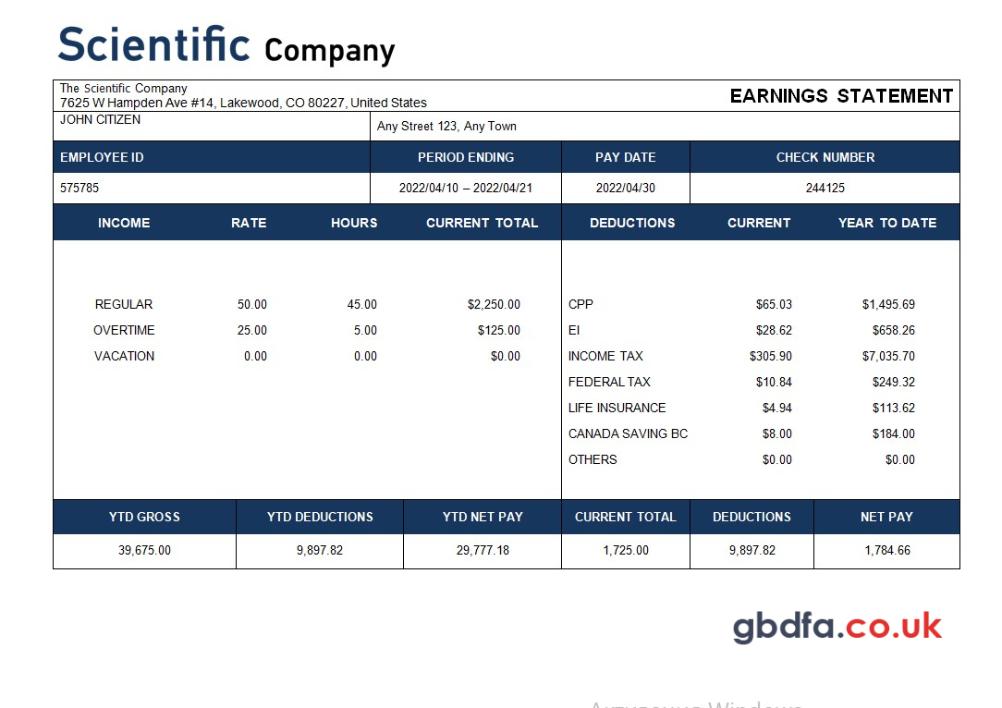 Scientific Company
The Scientific Company
7625 W Hampden Ave #14, Lakewood, CO 80227, United States
EARNINGS STATEMENT
JOHN CITIZEN
Any Street 123, Any Town
EMPLOYEE ID PERIOD ENDING PAY DATE CHECK NUMBER
575785 2022/04/10 – 2022/04/21 2022/04/30 244125
INCOME RATE HOURS CURRENT TOTAL DEDUCTIONS CURRENT YEAR TO DATE
REGULAR 50.00 45.00 $2,250.00 CPP $65.03 $1,495.69
OVERTIME 25.00 5.00 $125.00 EI $28.62 $658.26
VACATION 0.00 0.00 $0.00 INCOME TAX $305.90 $7,035.70
FEDERAL TAX $10.84 $249.32
LIFE INSURANCE $4.94 $113.62
CANADA SAVING BC $8.00 $184.00
OTHERS $0.00 $0.00
YTD GROSS YTD DEDUCTIONS YTD NET PAY CURRENT TOTAL DEDUCTIONS NET PAY
39,675.00 9,897.82 29,777.18 1,725.00 9,897.82 1,784.66
gbdfa.co.uk